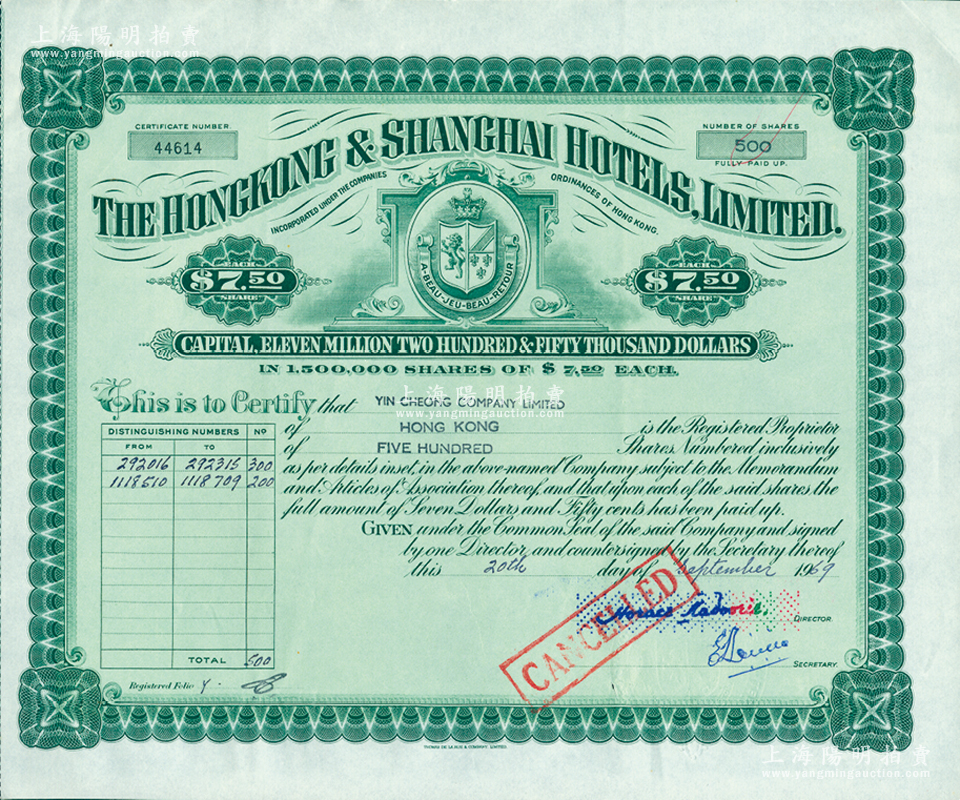 上海陽明拍賣
www.yangmingauction.com
CERTIFICATE NUMBER.
44614
NUMBER OF SHARES
500
FULLY PAID UP.
THE HONGKONG & SHANGHAI HOTELS, LIMITED.
INCORPORATED UNDER THE COMPANIES
ORDINANCES OF HONG KONG.
A-BEAU-JEU-BEAU-RETOUR
EACH
$7.50
SHARE
EACH
$7.50
SHARE
CAPITAL, ELEVEN MILLION TWO HUNDRED & FIFTY THOUSAND DOLLARS
IN 1,500,000 SHARES OF $7.50 EACH.
上海陽明拍賣
www.yangmingauction.com
This is to Certify that YIN CHEONG COMPANY LIMITED
of HONG KONG is the Registered Proprietor
of FIVE HUNDRED Shares Numbered inclusively
as per details inset, in the above-named Company subject to the Memorandum
and Articles of Association thereof, and that upon each of the said shares the
full amount of Seven Dollars and Fifty cents has been paid up.
GIVEN under the Common Seal of the said Company and signed
by one Director and countersigned by the Secretary thereof
this 20th day of September 1969
DISTINGUISHING NUMBERS Nº
FROM TO
292016 292315 300
1118510 1118709 200
TOTAL 500
CANCELLED
Horace Kadoorie.
DIRECTOR.
SECRETARY.
Registered Folio Y.
THOMAS DE LA RUE & COMPANY, LIMITED.
上海陽明拍賣
www.yangmingauction.com